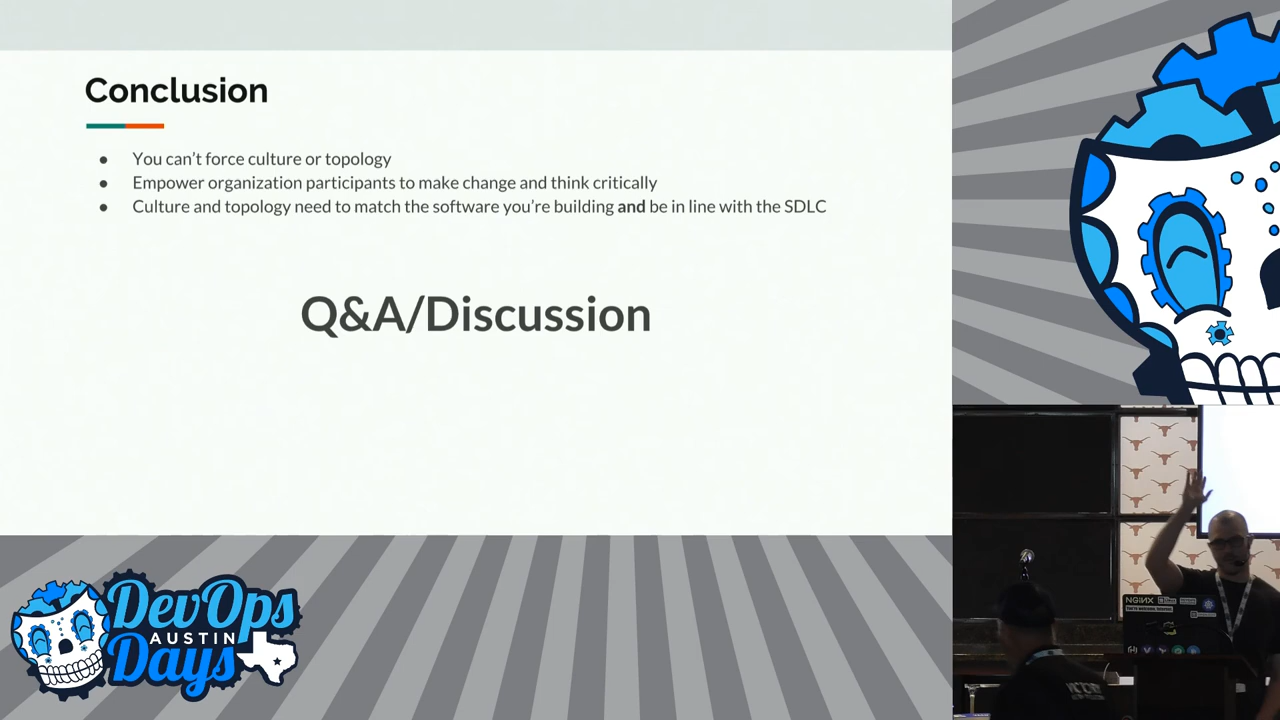 Conclusion
● You can't force culture or topology
● Empower organization participants to make change and think critically
● Culture and topology need to match the software you're building and be in line with the SDLC
Q&A/Discussion
DevOps
AUSTIN
Days
NGINX